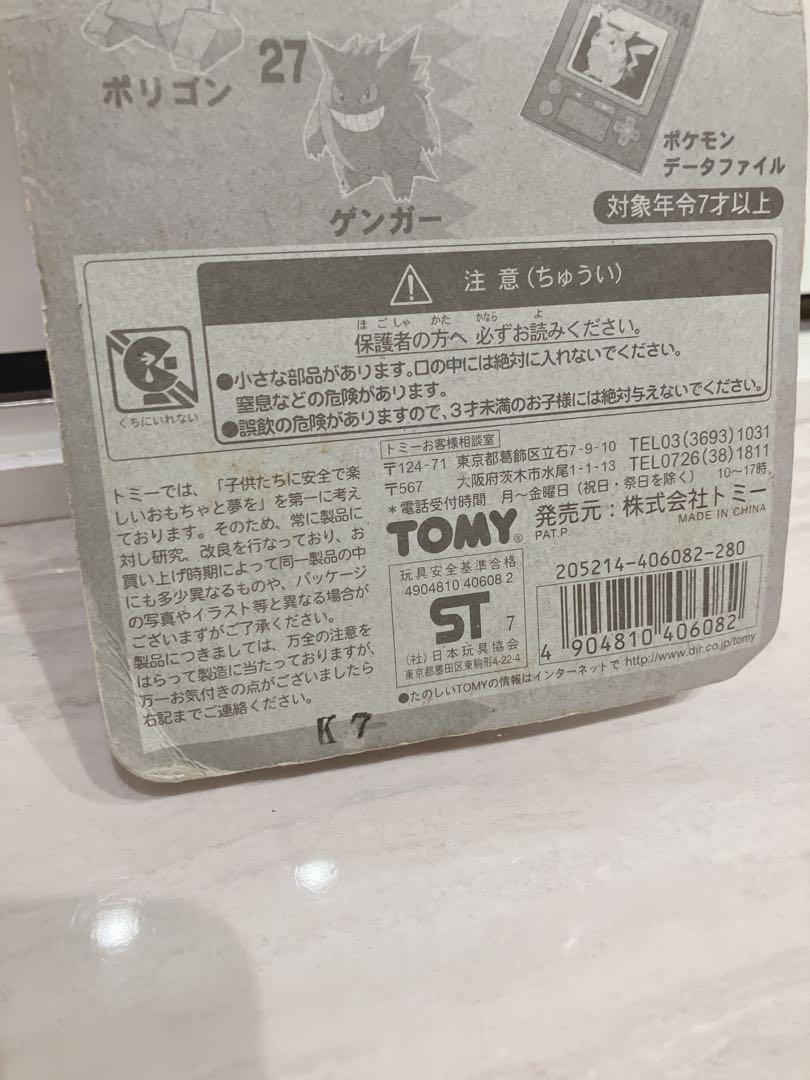 データファイル
ポリゴン
27
ゲンガー
ポケモン
データファイル
対象年令7才以上
注意(ちゅうい)
ほごしゃ かた かなら よ
保護者の方へ 必ずお読みください。
●小さな部品があります。口の中には絶対に入れないでください。
窒息などの危険があります。
●誤飲の危険がありますので、3才未満のお子様には絶対与えないでください。
くちにいれない
トミーでは、「子供たちに安全で楽
しいおもちゃと夢を」を第一に考え
ております。そのため、常に製品に
対し研究、改良を行なっており、お
買い上げ時期によって同一製品の中
にも多少異なるものや、パッケージ
の写真やイラスト等と異なる場合が
ございますがご了承ください。
製品につきましては、万全の注意を
はらって製造に当たっておりますが、
万一お気付きの点がございましたら
右記までご連絡ください。
トミーお客様相談室
〒124-71 東京都葛飾区立石7-9-10 TEL03(3693)1031
〒567 大阪府茨木市水尾1-1-13 TEL0726(38)1811
*電話受付時間 月~金曜日(祝日・祭日を除く) 10~17時
TOMY® 発売元:株式会社トミー
PAT.P. MADE IN CHINA
玩具安全基準合格
4904810 40608 2
ST 7
(社)日本玩具協会
東京都墨田区東駒形4-22-4
205214-406082-280
4 904810 406082
●たのしいTOMYの情報はインターネットで http://www.dir.co.jp/tomy
K 7